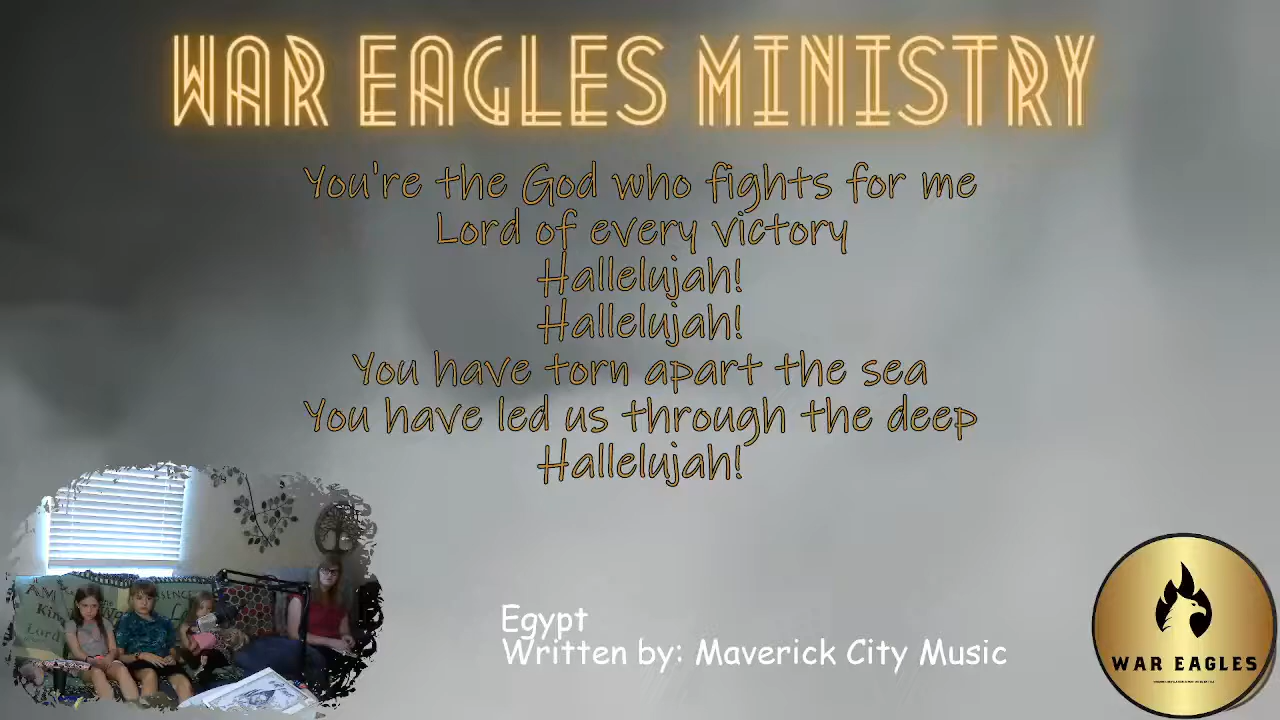 WAR EAGLES MINISTRY
You're the God who fights for me
Lord of every victory
Hallelujah!
Hallelujah!
You have torn apart the sea
You have led us through the deep
Hallelujah!
Egypt
Written by: Maverick City Music
WAR EAGLES
King
Lord